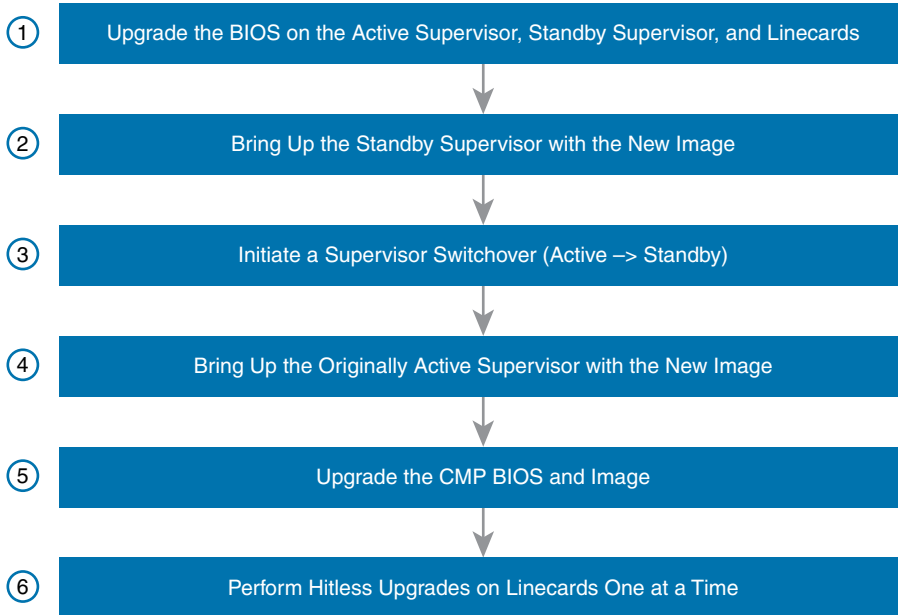 1 Upgrade the BIOS on the Active Supervisor, Standby Supervisor, and Linecards
2 Bring Up the Standby Supervisor with the New Image
3 Initiate a Supervisor Switchover (Active –> Standby)
4 Bring Up the Originally Active Supervisor with the New Image
5 Upgrade the CMP BIOS and Image
6 Perform Hitless Upgrades on Linecards One at a Time